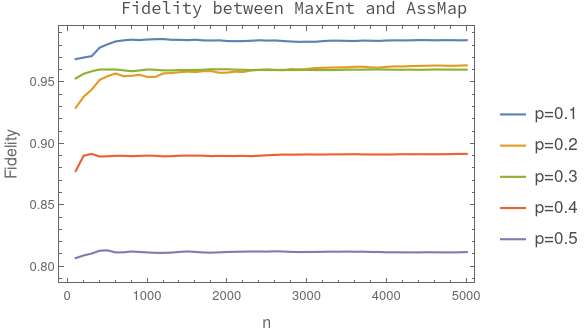 Fidelity between MaxEnt and AssMap
Fidelity
0.95
0.90
0.85
0.80
0
1000
2000
3000
4000
5000
n
p=0.1
p=0.2
p=0.3
p=0.4
p=0.5